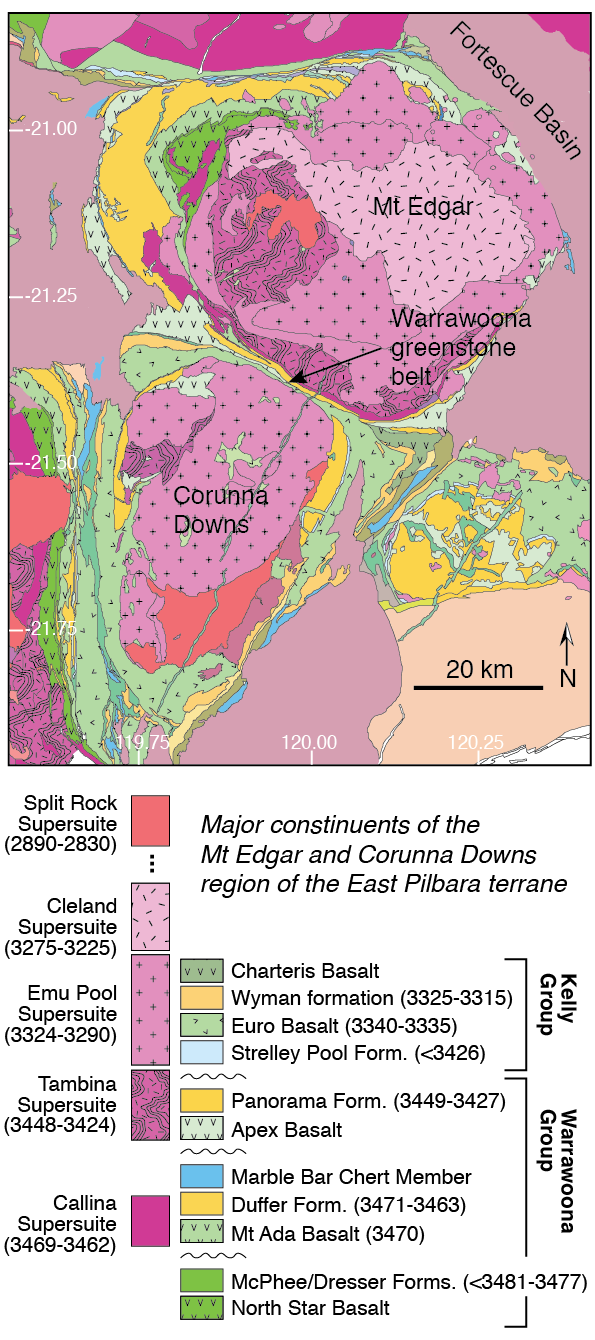 Fortescue Basin
-21.00
Mt Edgar
-21.25
Warrawoona
greenstone
belt
-21.50
Corunna
Downs
-21.75
20 km
N
119.75
120.00
120.25
Split Rock
Supersuite
(2890-2830)
Major constinuents of the
Mt Edgar and Corunna Downs
region of the East Pilbara terrane
Cleland
Supersuite
(3275-3225)
Emu Pool
Supersuite
(3324-3290)
Charteris Basalt
Wyman formation (3325-3315)
Euro Basalt (3340-3335)
Strelley Pool Form. (<3426)
Kelly
Group
Tambina
Supersuite
(3448-3424)
Panorama Form. (3449-3427)
Apex Basalt
Marble Bar Chert Member
Callina
Supersuite
(3469-3462)
Duffer Form. (3471-3463)
Mt Ada Basalt (3470)
McPhee/Dresser Forms. (<3481-3477)
North Star Basalt
Warrawoona
Group